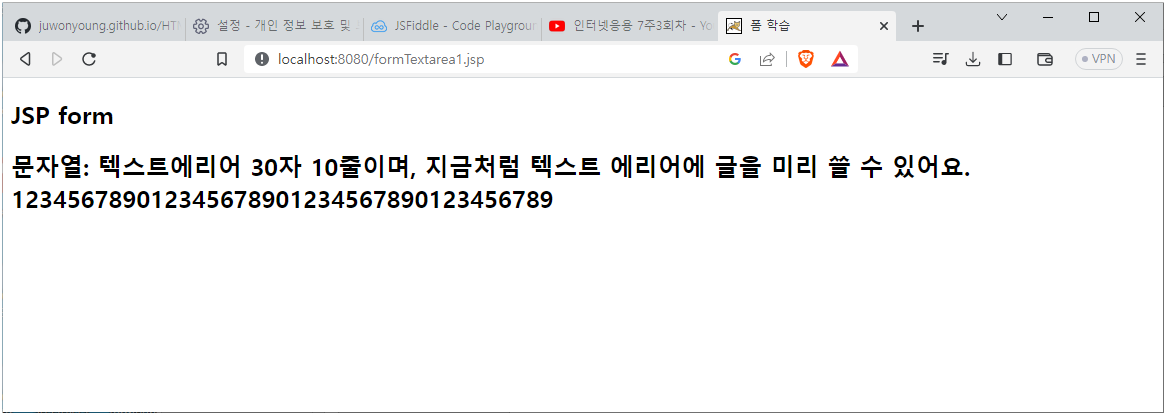 juwonyoung.github.io/HT
설정 - 개인 정보 보호 및
JSFiddle - Code Playgroun
인터넷응용 7주3회차 - Yo
폼 학습
localhost:8080/formTextarea1.jsp
VPN
JSP form
문자열: 텍스트에리어 30자 10줄이며, 지금처럼 텍스트 에리어에 글을 미리 쓸 수 있어요.
123456789012345678901234567890123456789